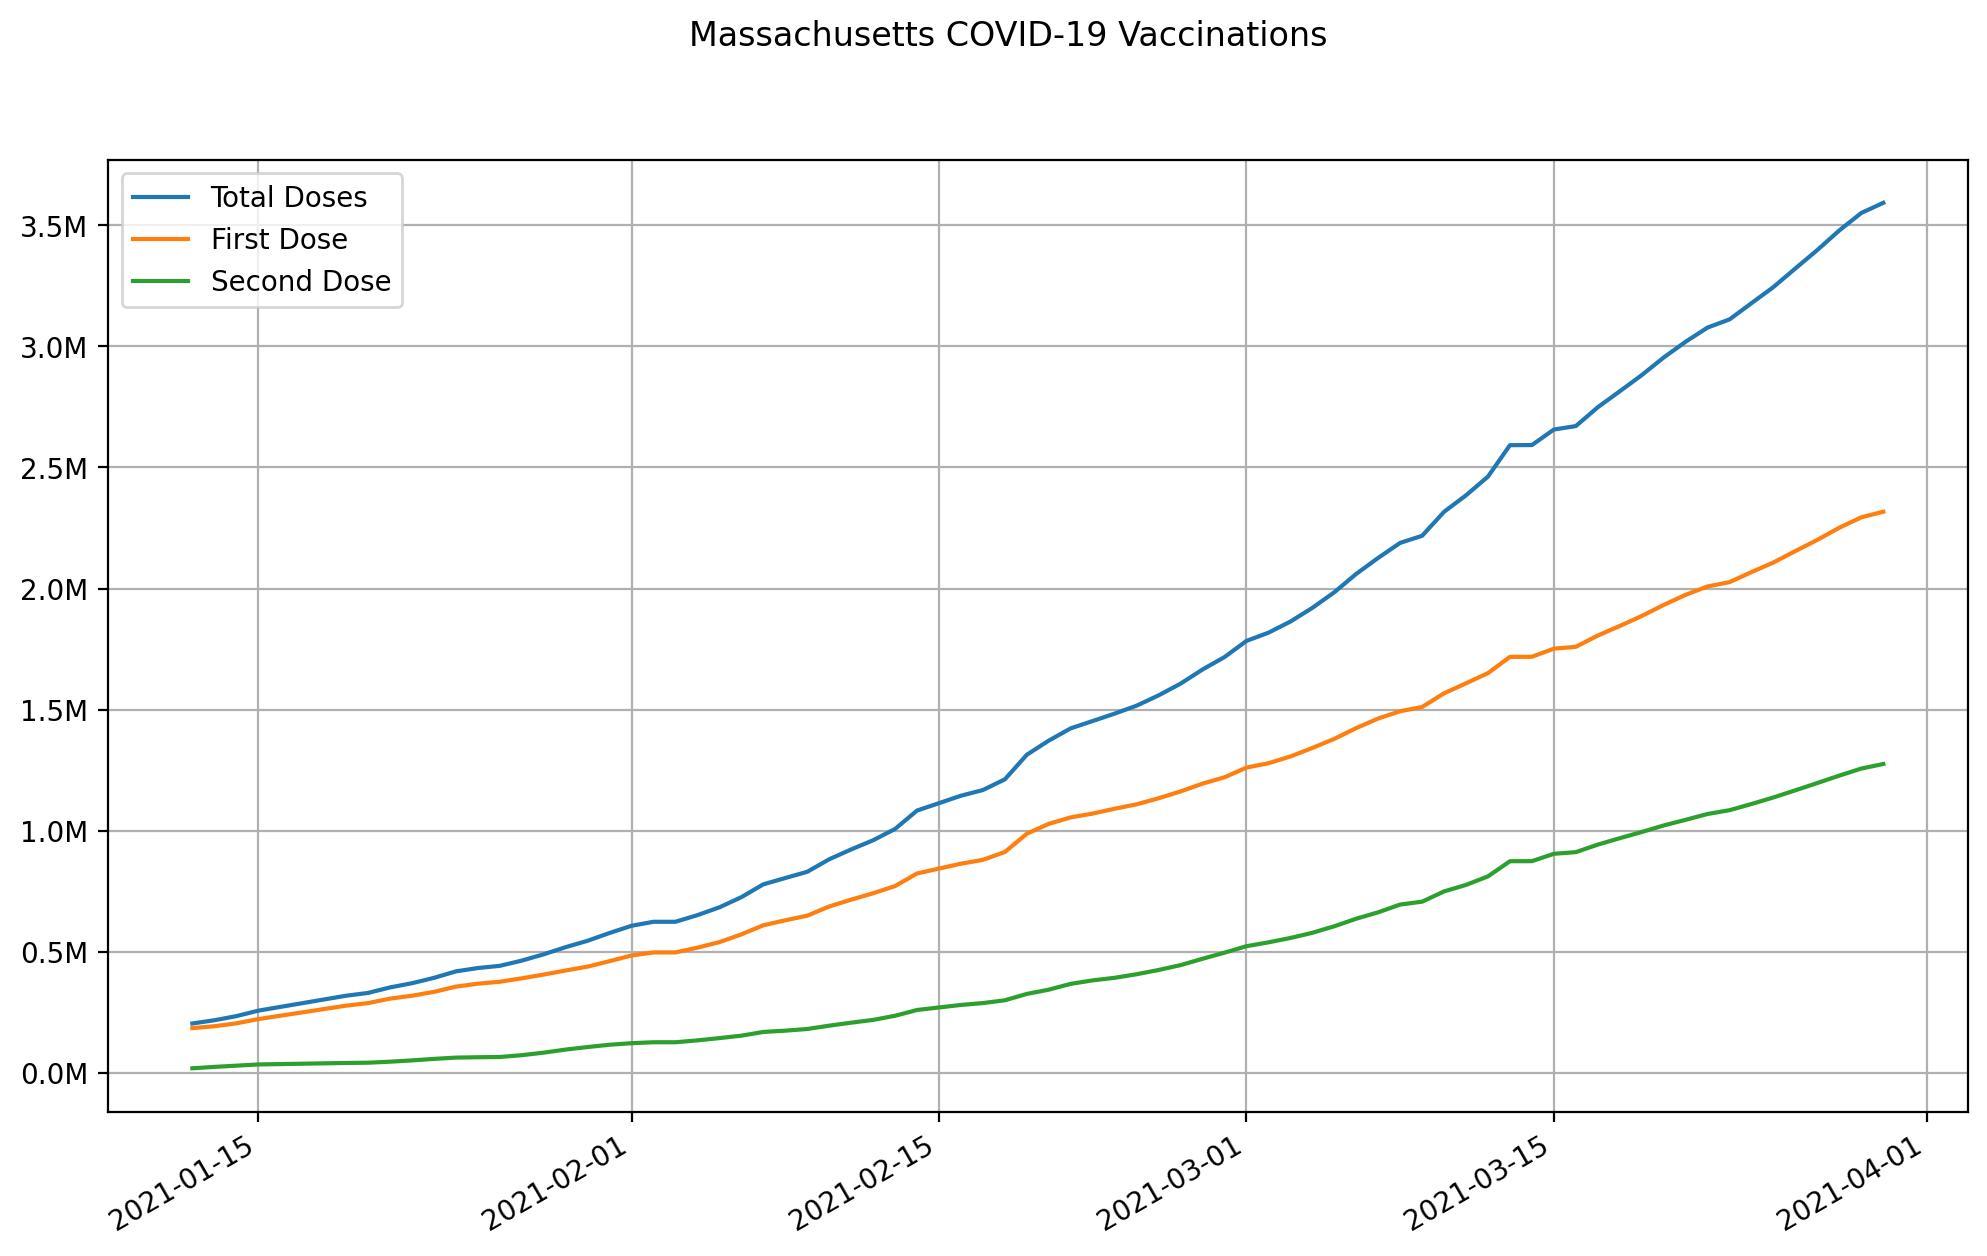 Massachusetts COVID-19 Vaccinations
Total Doses
First Dose
Second Dose
3.5M
3.0M
2.5M
2.0M
1.5M
1.0M
0.5M
0.0M
2021-01-15
2021-02-01
2021-02-15
2021-03-01
2021-03-15
2021-04-01